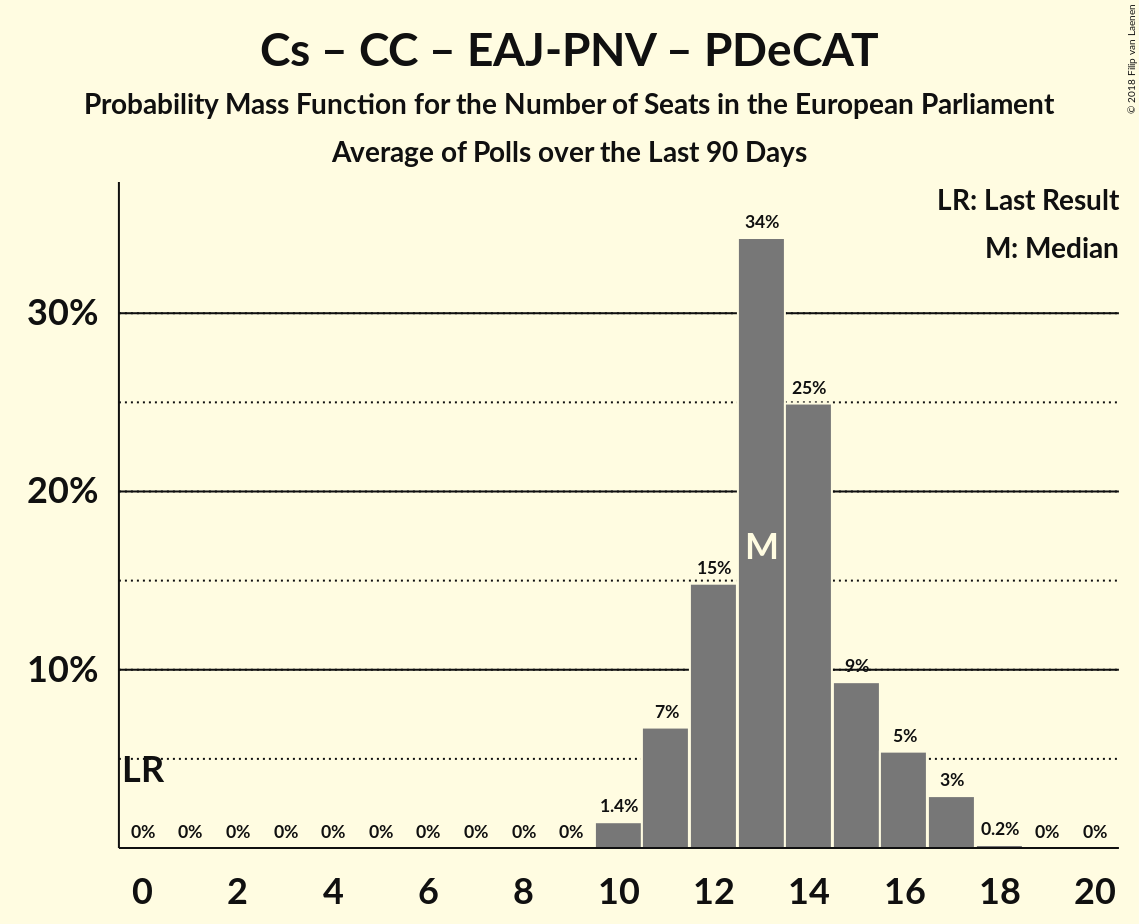 Cs – CC – EAJ-PNV – PDeCAT
Probability Mass Function for the Number of Seats in the European Parliament
Average of Polls over the Last 90 Days
© 2018 Filip van Laenen
LR: Last Result
M: Median
30%
20%
10%
34%
25%
15%
M
9%
7%
5%
3%
1.4%
0.2%
LR
0% 0% 0% 0% 0% 0% 0% 0% 0% 0% 0% 0%
0 2 4 6 8 10 12 14 16 18 20